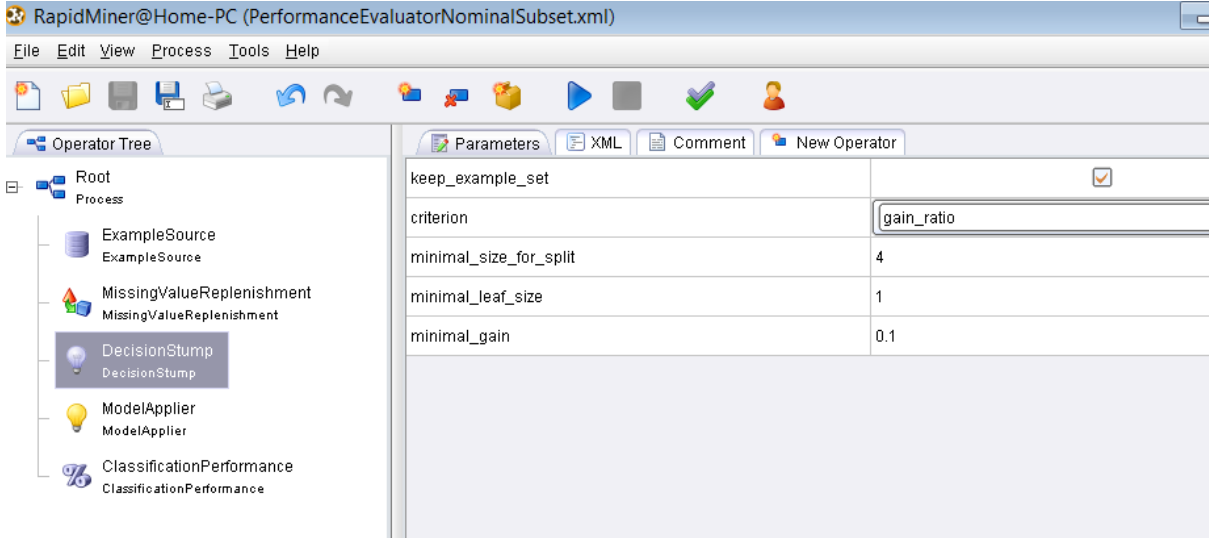 RapidMiner@Home-PC (PerformanceEvaluatorNominalSubset.xml)
File Edit View Process Tools Help
Operator Tree
Parameters XML Comment New Operator
Root
Process
ExampleSource
ExampleSource
MissingValueReplenishment
MissingValueReplenishment
DecisionStump
DecisionStump
ModelApplier
ModelApplier
ClassificationPerformance
ClassificationPerformance
keep_example_set
criterion gain_ratio
minimal_size_for_split 4
minimal_leaf_size 1
minimal_gain 0.1